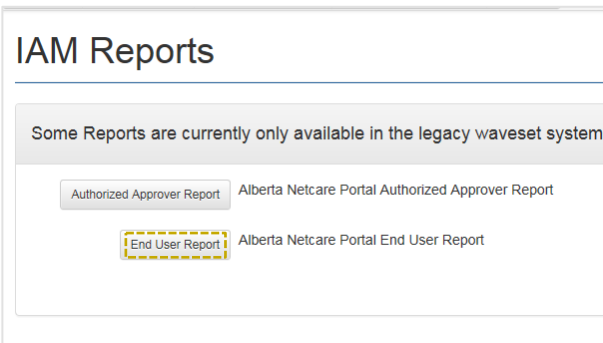 IAM Reports
Some Reports are currently only available in the legacy waveset system
Authorized Approver Report Alberta Netcare Portal Authorized Approver Report
End User Report Alberta Netcare Portal End User Report